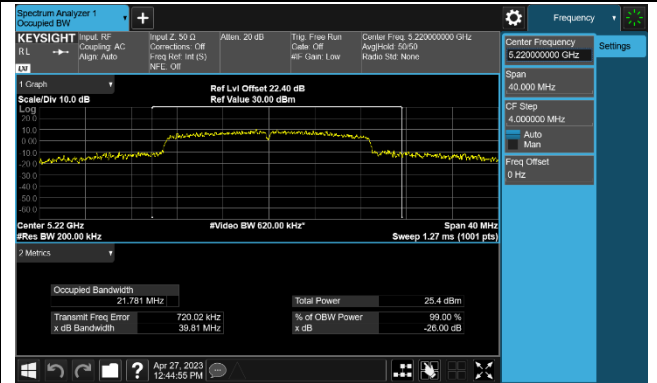 Spectrum Analyzer 1
Occupied BW
Frequency
KEYSIGHT
RL
Input: RF
Coupling: AC
Align: Auto
Input Z: 50 Ω
Corrections: Off
Freq Ref: Int (S)
NFE: Off
Atten: 20 dB
Trig: Free Run
Gate: Off
#IF Gain: Low
Center Freq: 5.220000000 GHz
Avg|Hold: 50/50
Radio Std: None
1 Graph
Scale/Div 10.0 dB
Ref Lvl Offset 22.40 dB
Ref Value 30.00 dBm
Log
20.0
10.0
0.00
-10.0
-20.0
-30.0
-40.0
-50.0
-60.0
Center 5.22 GHz
#Res BW 200.00 kHz
#Video BW 620.00 kHz*
Span 40 MHz
Sweep 1.27 ms (1001 pts)
2 Metrics
Occupied Bandwidth
21.781 MHz
Total Power 25.4 dBm
Transmit Freq Error 720.02 kHz
% of OBW Power 99.00 %
x dB Bandwidth 39.81 MHz
x dB -26.00 dB
Apr 27, 2023
12:44:55 PM
Center Frequency
5.220000000 GHz
Settings
Span
40.000 MHz
CF Step
4.000000 MHz
Auto
Man
Freq Offset
0 Hz